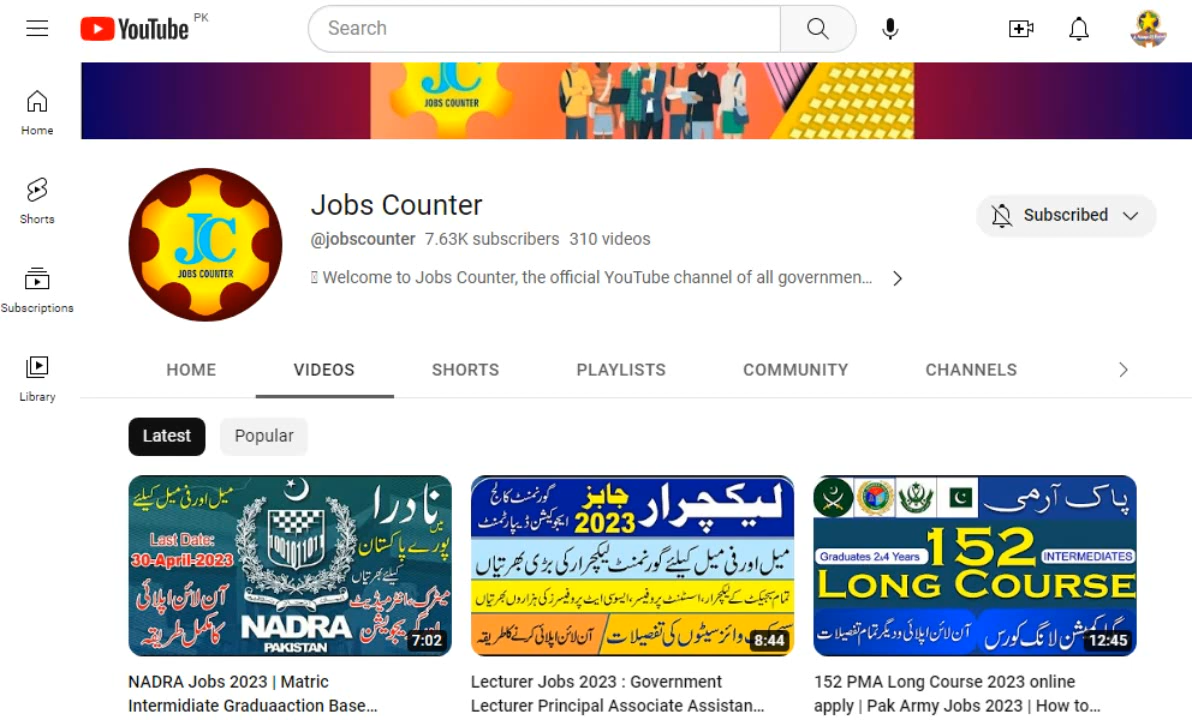 YouTube PK
Search
JC
JOBS COUNTER
Home
Shorts
Subscriptions
Library
JC
JOBS COUNTER
Jobs Counter
@jobscounter 7.63K subscribers 310 videos
Welcome to Jobs Counter, the official YouTube channel of all governmen...
Subscribed
HOME VIDEOS SHORTS PLAYLISTS COMMUNITY CHANNELS
Latest Popular
میل اور فی میل کیلئے
نادرا میں
Last Date:
30-April-2023
پورے پاکستان
کیلئے بھرتیاں
میٹرک، انٹرمیڈیٹ
آن لائن اپلائی
کا مکمل طریقہ
NADRA
PAKISTAN
7:02
لیکچرار
جابز
2023
گورنمنٹ کالج
ایجوکیشن ڈیپارٹمنٹ
میل اور فی میل کیلئے گورنمنٹ لیکچرار کی بڑی بھرتیاں
تمام سبجیکٹ کے لیکچرار، اسسٹنٹ پروفیسر، ایسوسی ایٹ پروفیسرز کی ہزاروں بھرتیاں
وائز سیٹوں کی تفصیلات
آن لائن اپلائی کرنے کا طریقہ
8:44
پاک آرمی
Graduates 2&4 Years
152
INTERMEDIATES
LONG COURSE
لانگ کورس
آن لائن اپلائی و دیگر تمام تفصیلات
12:45
NADRA Jobs 2023 | Matric
Intermidiate Graduaaction Base...
Lecturer Jobs 2023 : Government
Lecturer Principal Associate Assistan...
152 PMA Long Course 2023 online
apply | Pak Army Jobs 2023 | How to...